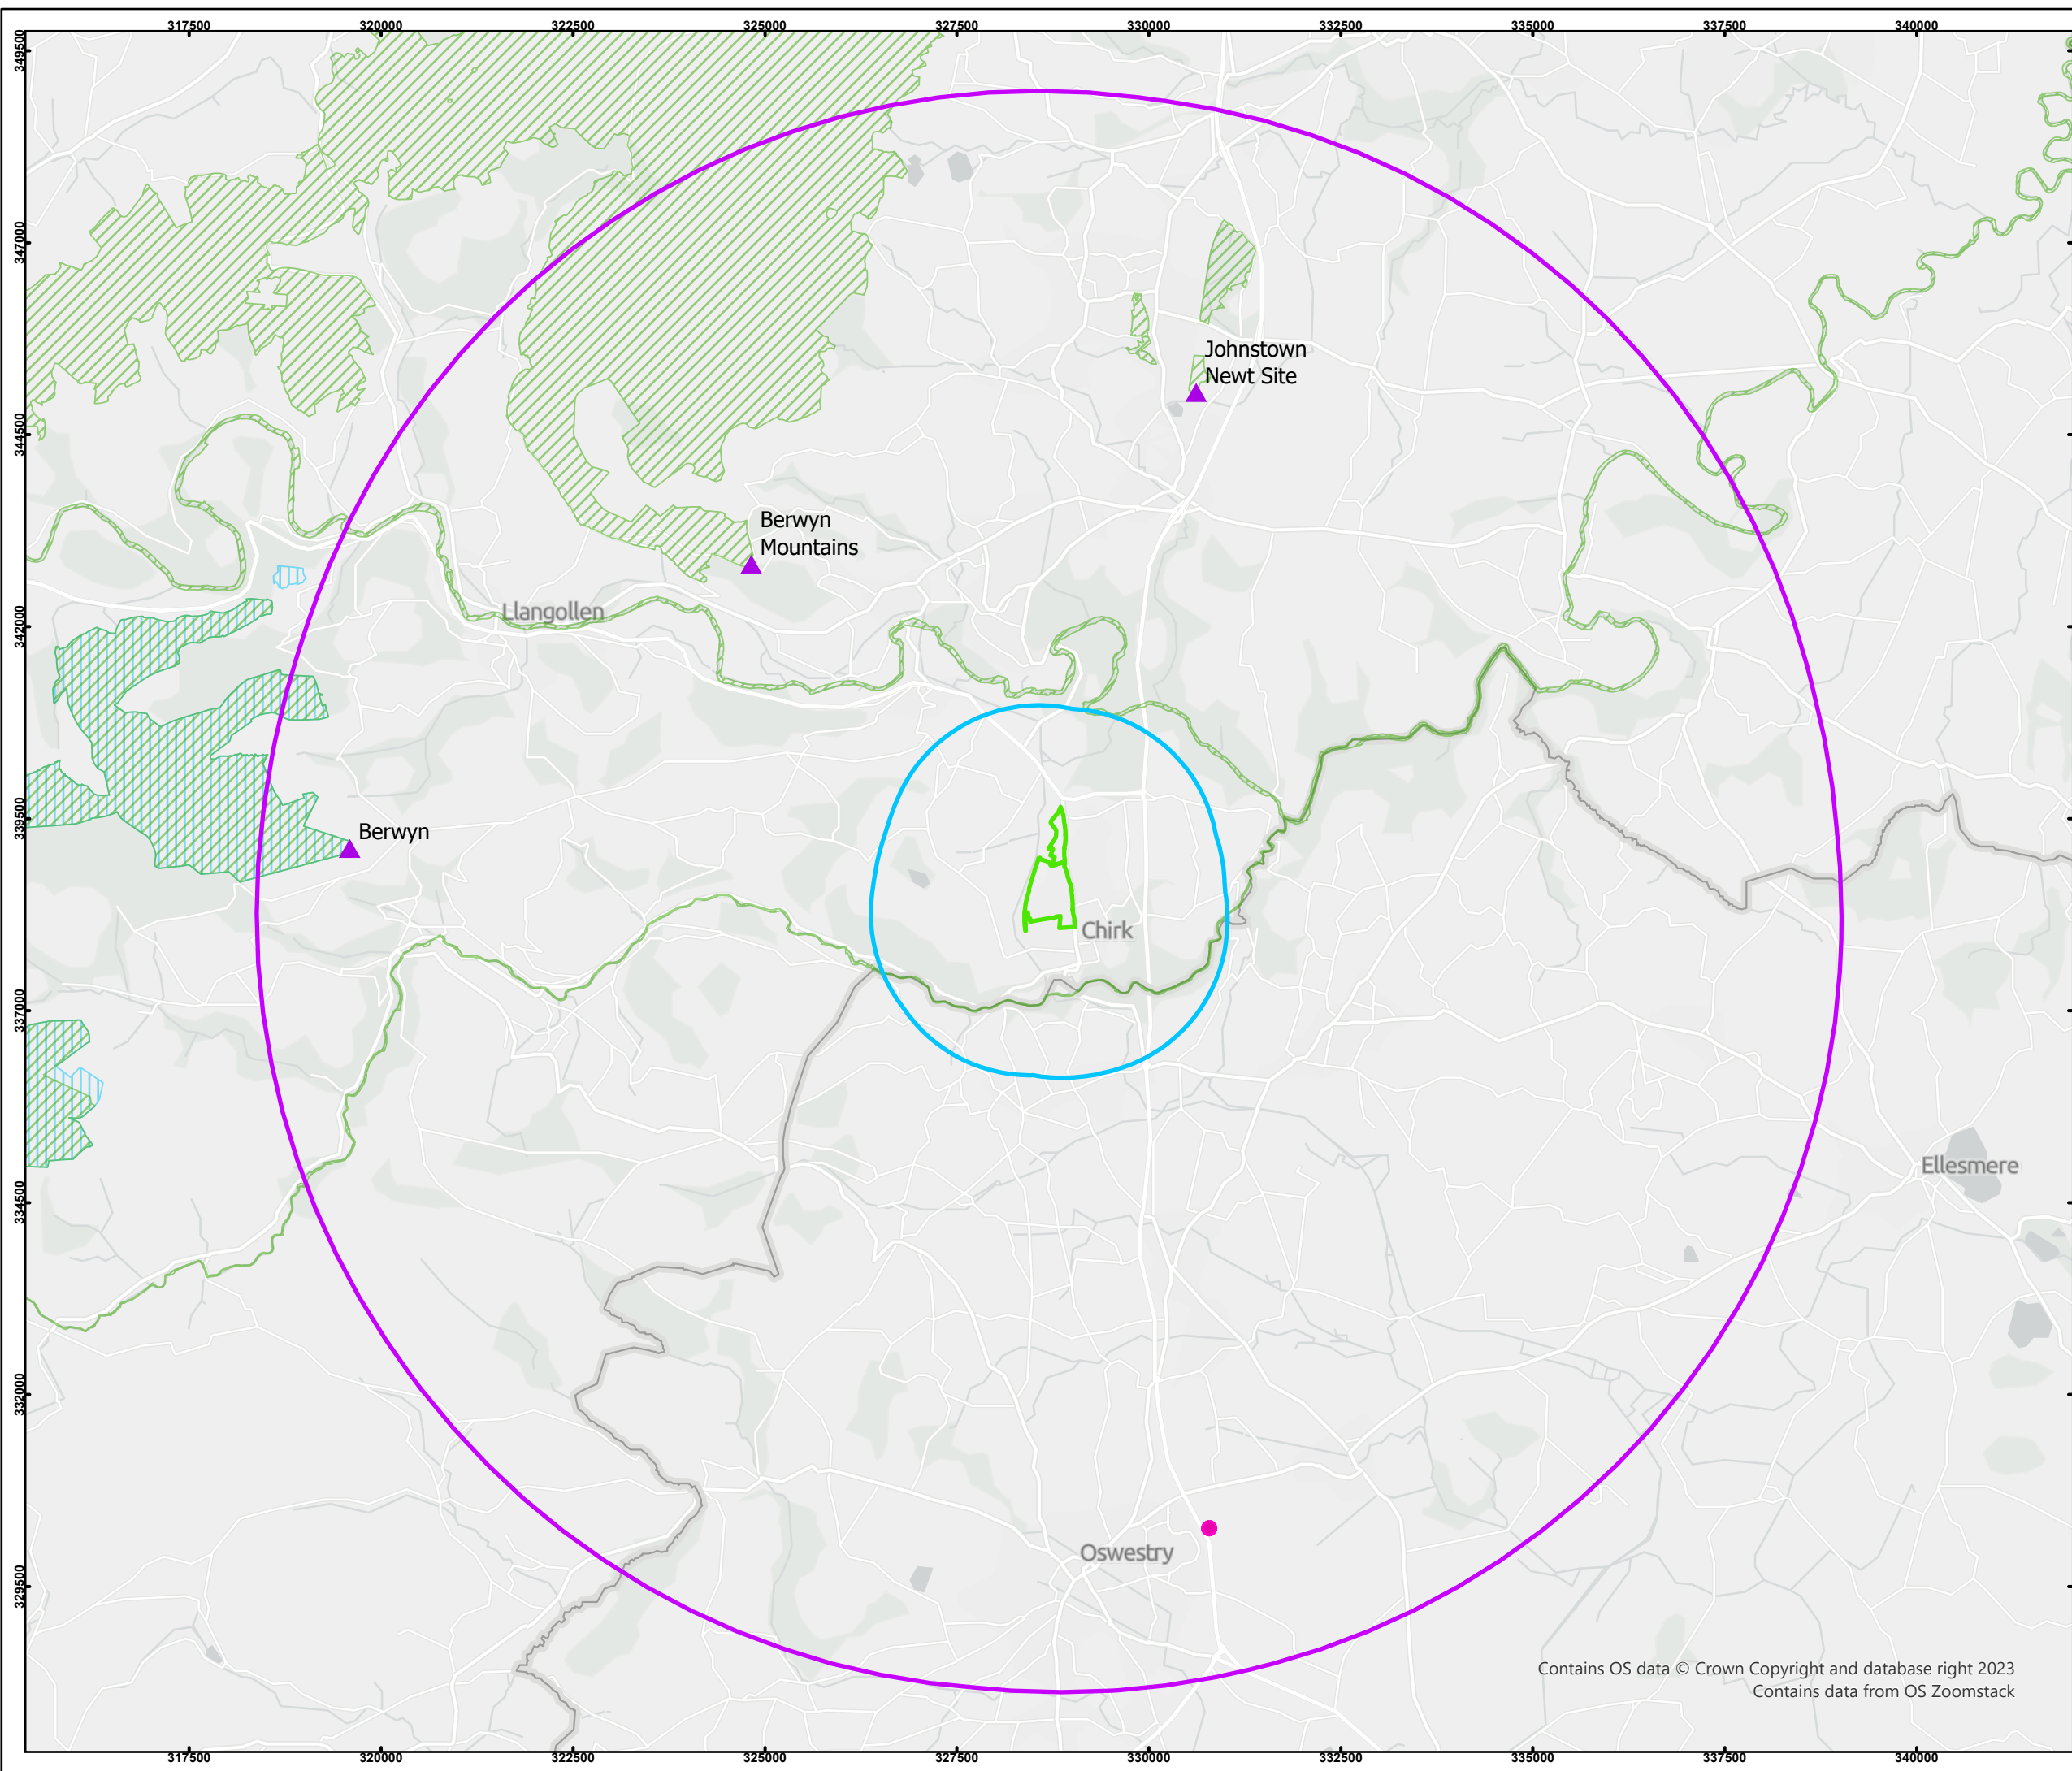 317500 320000 322500 325000 327500 330000 332500 335000 337500 340000
349500
347000
Johnstown
Newt Site
344500
Berwyn
Mountains
342000
Llangollen
339500
Berwyn
Chirk
337000
Ellesmere
334500
332000
Oswestry
329500
Contains OS data © Crown Copyright and database right 2023
Contains data from OS Zoomstack
317500 320000 322500 325000 327500 330000 332500 335000 337500 340000